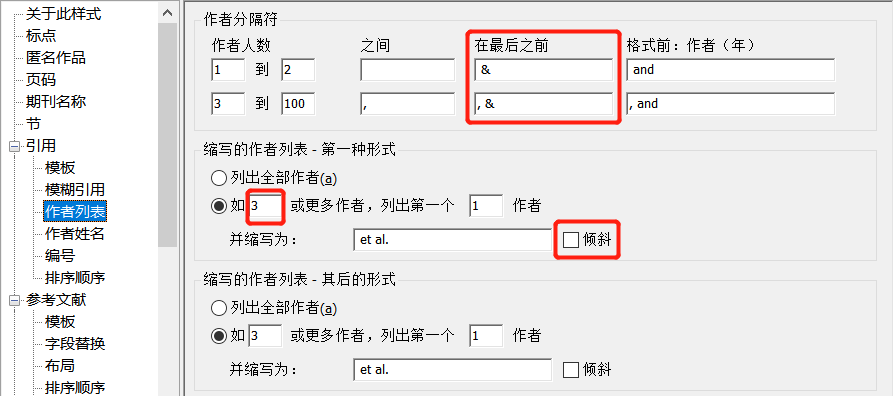 关于此样式
标点
匿名作品
页码
期刊名称
节
引用
模板
模糊引用
作者列表
作者姓名
编号
排序顺序
参考文献
模板
字段替换
布局
排序顺序
作者分隔符
作者人数 之间 在最后之前 格式前：作者（年）
1 到 2 & and
3 到 100 , , & , and
缩写的作者列表 - 第一种形式
列出全部作者(a)
如 3 或更多作者，列出第一个 1 作者
并缩写为： et al. 倾斜
缩写的作者列表 - 其后的形式
列出全部作者(a)
如 3 或更多作者，列出第一个 1 作者
并缩写为： et al. 倾斜